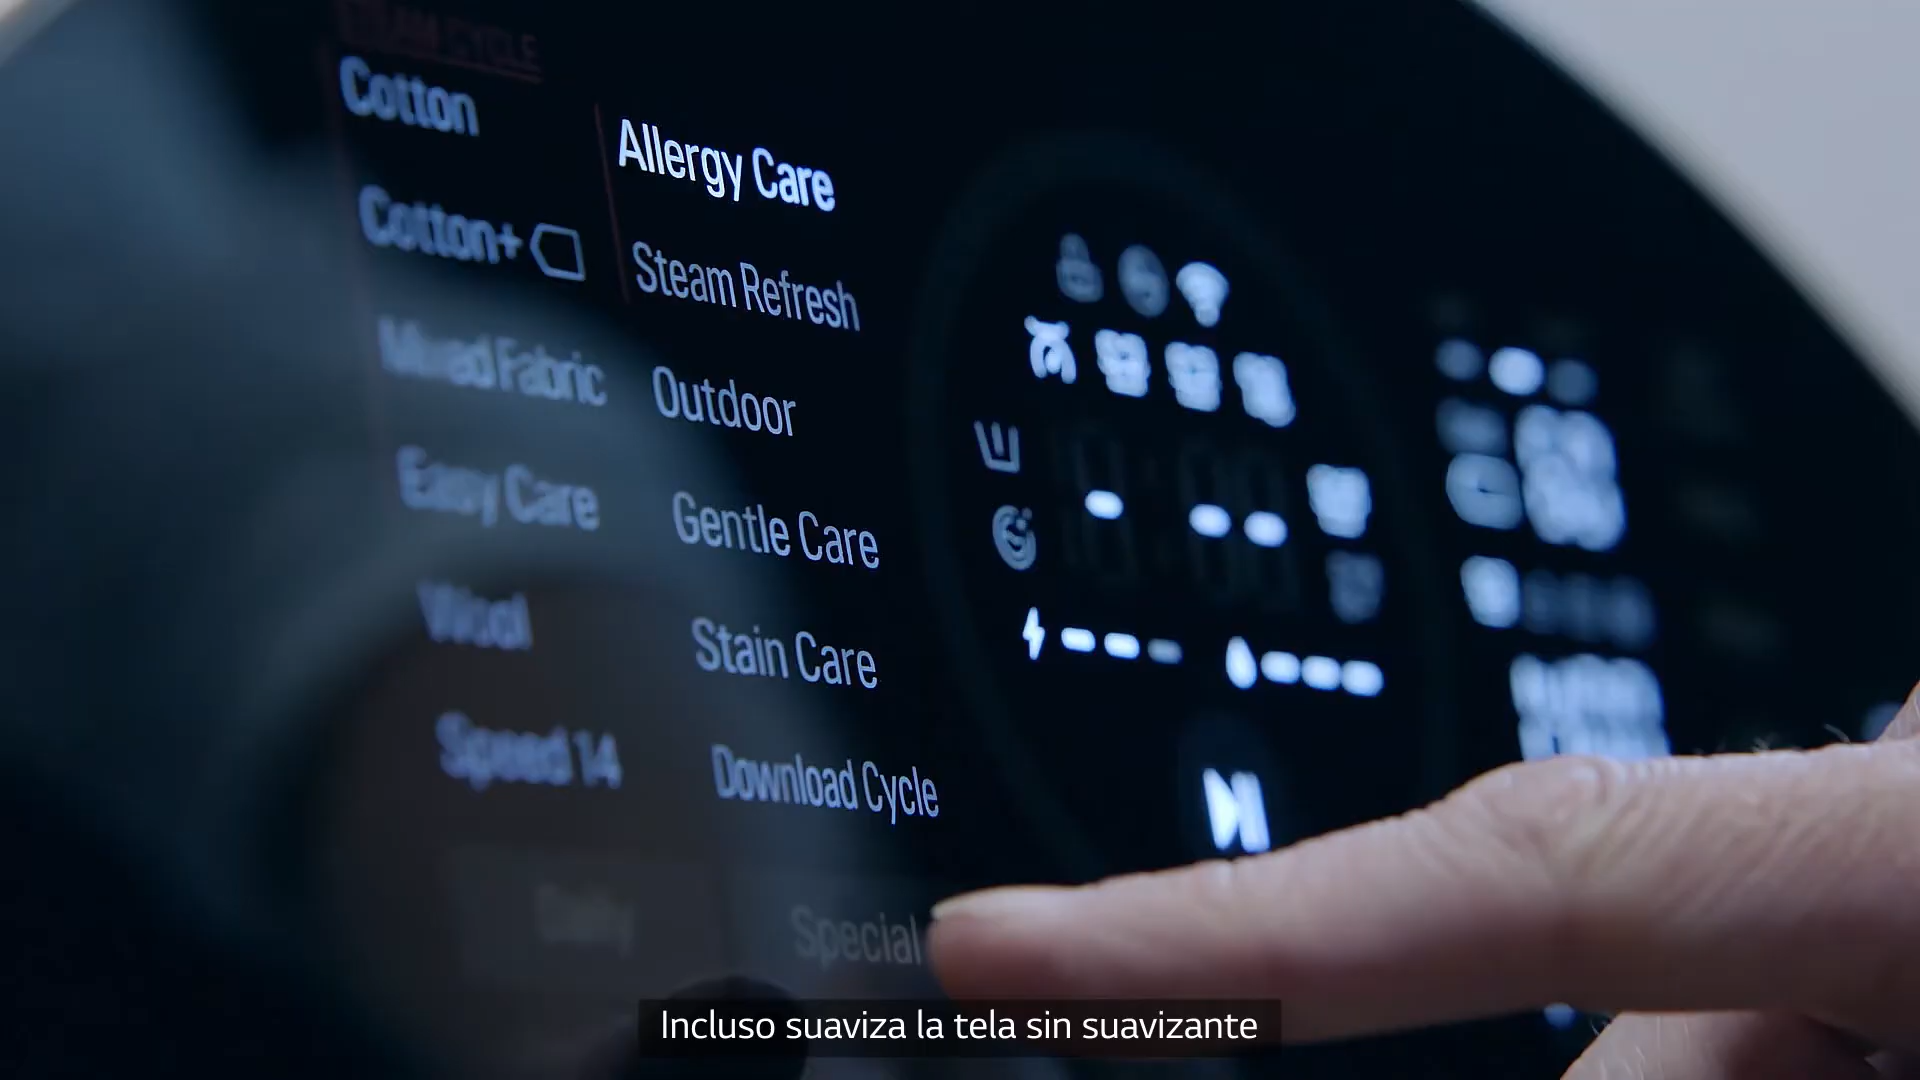 Cotton
Cotton+
Mixed Fabric
Easy Care
Wool
Speed 14
Daily
Allergy Care
Steam Refresh
Outdoor
Gentle Care
Stain Care
Download Cycle
Special
Incluso suaviza la tela sin suavizante